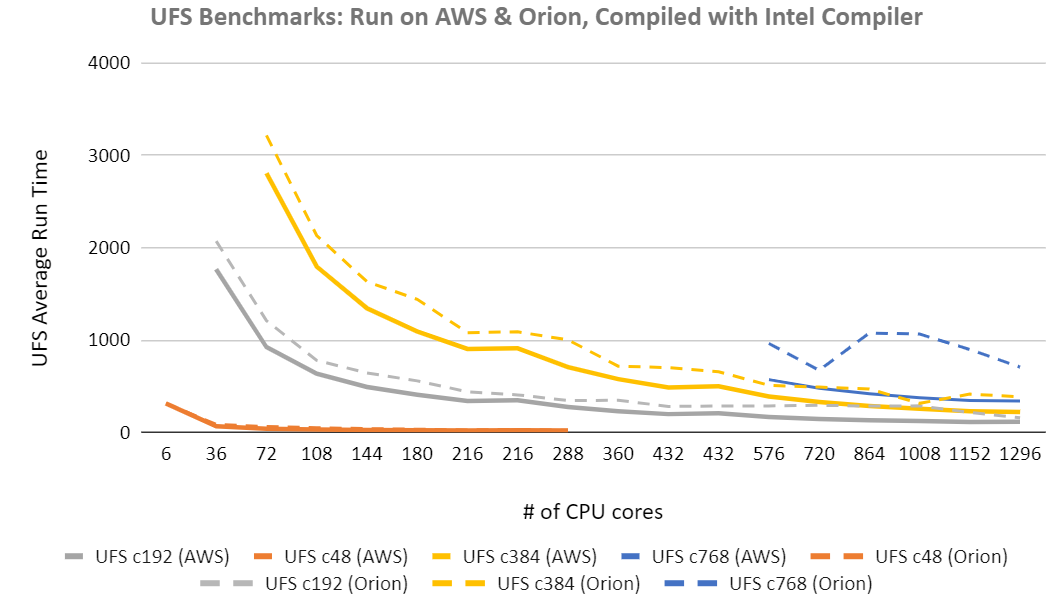 UFS Benchmarks: Run on AWS & Orion, Compiled with Intel Compiler
UFS Average Run Time
4000
3000
2000
1000
0
6 36 72 108 144 180 216 216 288 360 432 432 576 720 864 1008 1152 1296
# of CPU cores
UFS c192 (AWS) UFS c48 (AWS) UFS c384 (AWS) UFS c768 (AWS) UFS c48 (Orion)
UFS c192 (Orion) UFS c384 (Orion) UFS c768 (Orion)